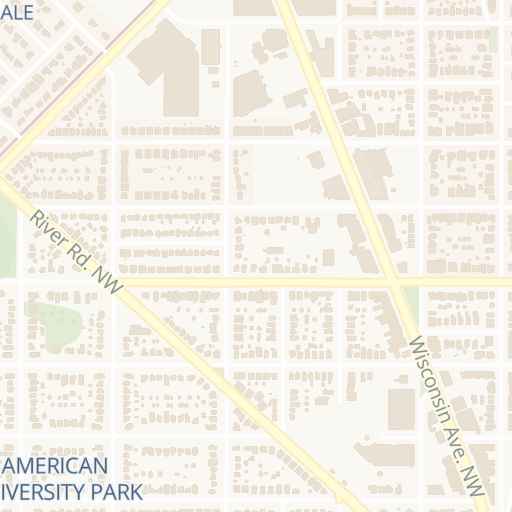 ALE
River Rd. NW
Wisconsin Ave. NW
AMERICAN
IVERSITY PARK